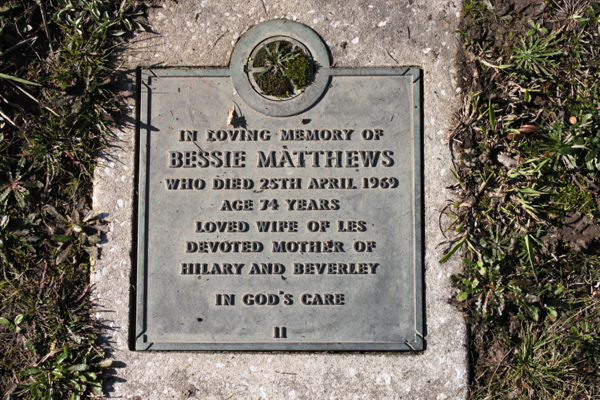 IN LOVING MEMORY OF
BESSIE MATTHEWS
WHO DIED 25TH APRIL 1969
AGE 74 YEARS
LOVED WIFE OF LES
DEVOTED MOTHER OF
HILARY AND BEVERLEY
IN GOD'S CARE
11